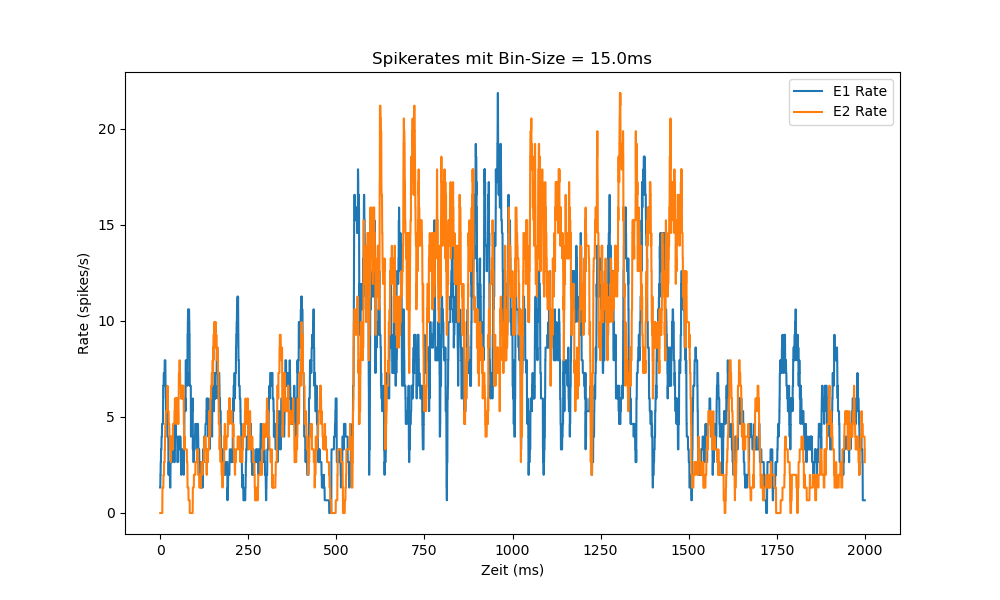 Spikerates mit Bin-Size = 15.0ms
E1 Rate
E2 Rate
Rate (spikes/s)
20
15
10
5
0
0 250 500 750 1000 1250 1500 1750 2000
Zeit (ms)